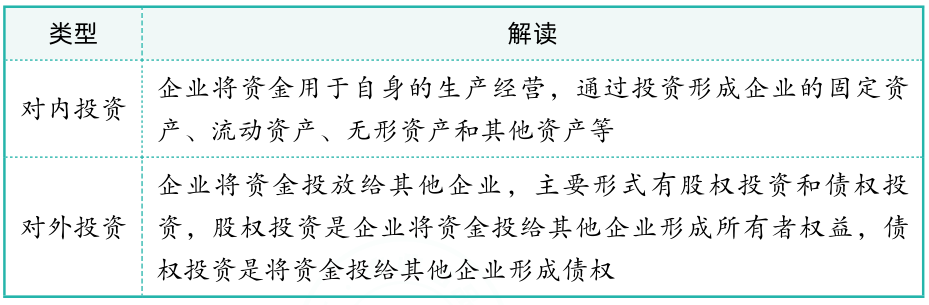 类型
解读
对内投资
企业将资金用于自身的生产经营，通过投资形成企业的固定资
产、流动资产、无形资产和其他资产等
对外投资
企业将资金投放给其他企业，主要形式有股权投资和债权投
资，股权投资是企业将资金投给其他企业形成所有者权益，债
权投资是将资金投给其他企业形成债权